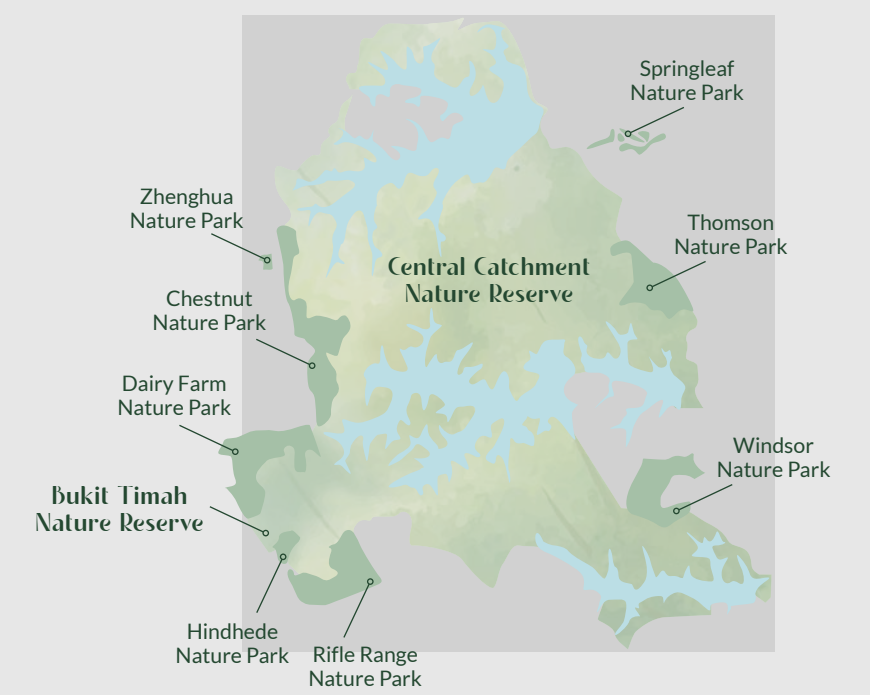 Springleaf
Nature Park
Zhenghua
Nature Park
Thomson
Nature Park
Central Catchment
Nature Reserve
Chestnut
Nature Park
Dairy Farm
Nature Park
Windsor
Nature Park
Bukit Timah
Nature Reserve
Hindhede
Nature Park
Rifle Range
Nature Park